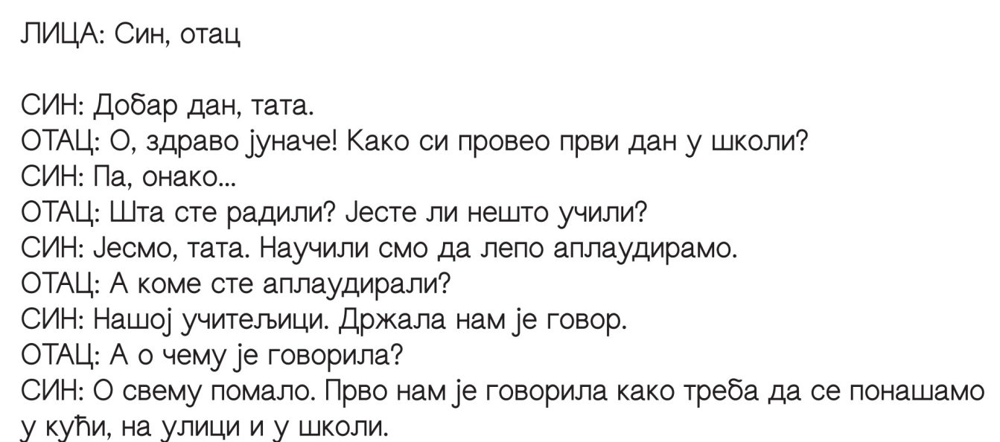 ЛИЦА: Син, отац
СИН: Добар дан, тата.
ОТАЦ: О, здраво јуначе! Како си провео први дан у школи?
СИН: Па, онако...
ОТАЦ: Шта сте радили? Јесте ли нешто учили?
СИН: Јесмо, тата. Научили смо да лепо аплаудирамо.
ОТАЦ: А коме сте аплаудирали?
СИН: Нашој учитељици. Држала нам је говор.
ОТАЦ: А о чему је говорила?
СИН: О свему помало. Прво нам је говорила како треба да се понашамо
у кући, на улици и у школи.